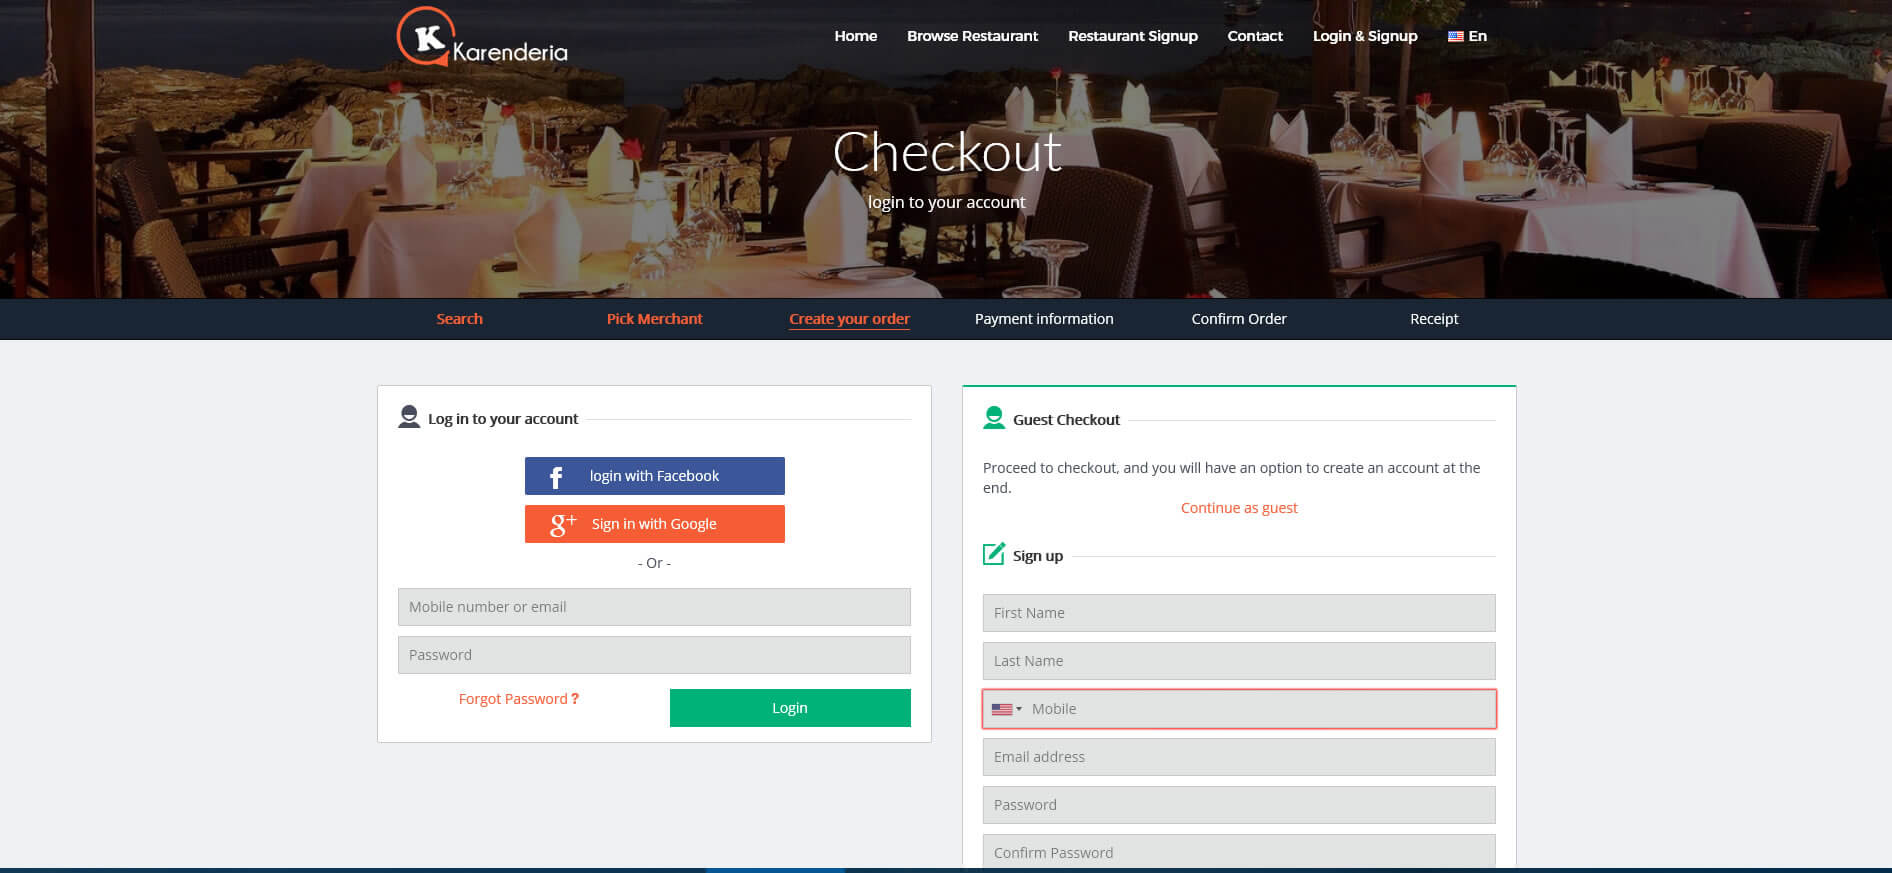 K Karenderia
Home Browse Restaurant Restaurant Signup Contact Login & Signup En
Checkout
login to your account
Search Pick Merchant Create your order Payment information Confirm Order Receipt
Log in to your account
f login with Facebook
g+ Sign in with Google
- Or -
Mobile number or email
Password
Forgot Password ?
Login
Guest Checkout
Proceed to checkout, and you will have an option to create an account at the
end.
Continue as guest
Sign up
First Name
Last Name
Mobile
Email address
Password
Confirm Password